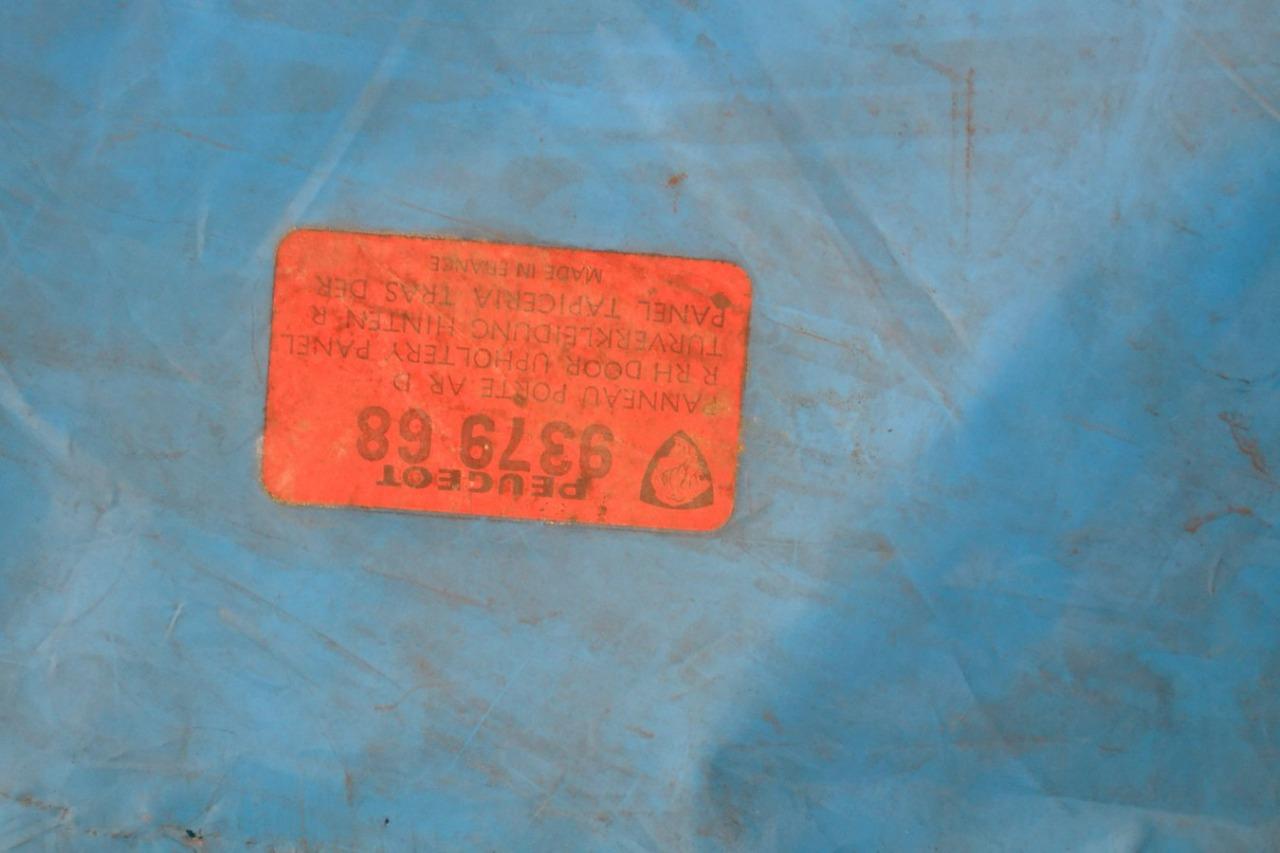 PEUGEOT
9379 68
PANNEAU PORTE AR D
R RH DOOR UPHOLTERY PANEL
TURVERKLEIDUNG HINTEN R
PANEL TAPICERIA TRAS DER
MADE IN FRANCE